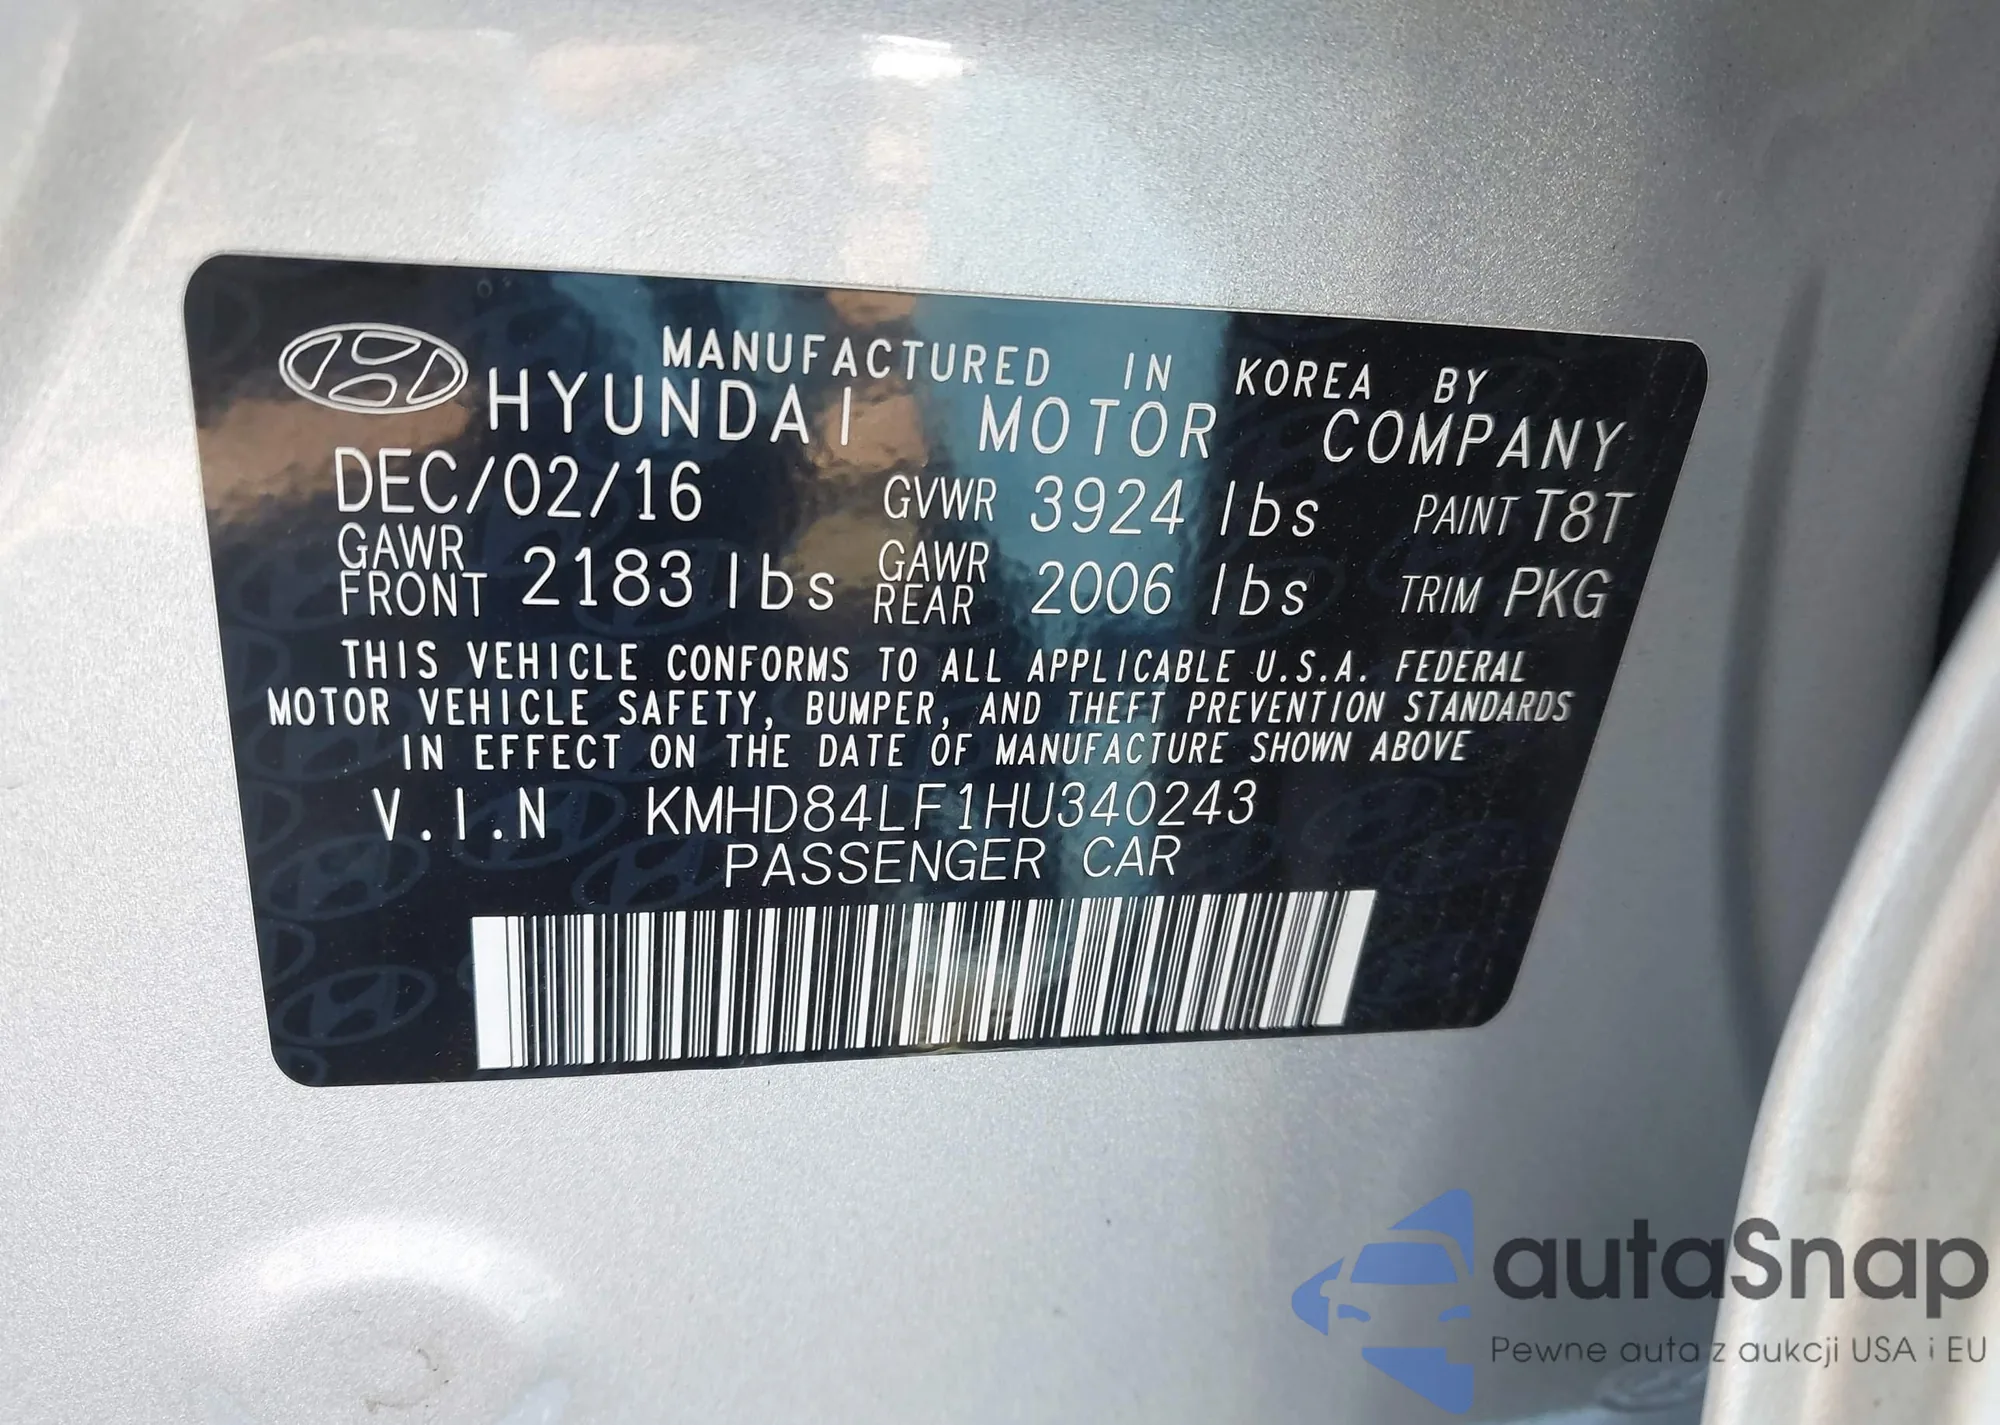 MANUFACTURED IN KOREA BY
HYUNDAI MOTOR COMPANY
DEC/02/16 GVWR 3924 lbs PAINT T8T
GAWR FRONT 2183 lbs GAWR REAR 2006 lbs TRIM PKG
THIS VEHICLE CONFORMS TO ALL APPLICABLE U.S.A. FEDERAL
MOTOR VEHICLE SAFETY, BUMPER, AND THEFT PREVENTION STANDARDS
IN EFFECT ON THE DATE OF MANUFACTURE SHOWN ABOVE
V.I.N KMHD84LF1HU340243
PASSENGER CAR
autaSnap
Pewne auta z aukcji USA i EU